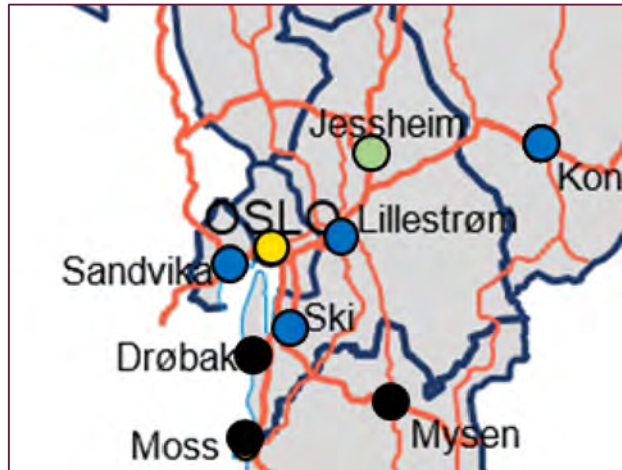 Jessheim
Kon
OSLO
Lillestrøm
Sandvika
Ski
Drøbak
Mysen
Moss